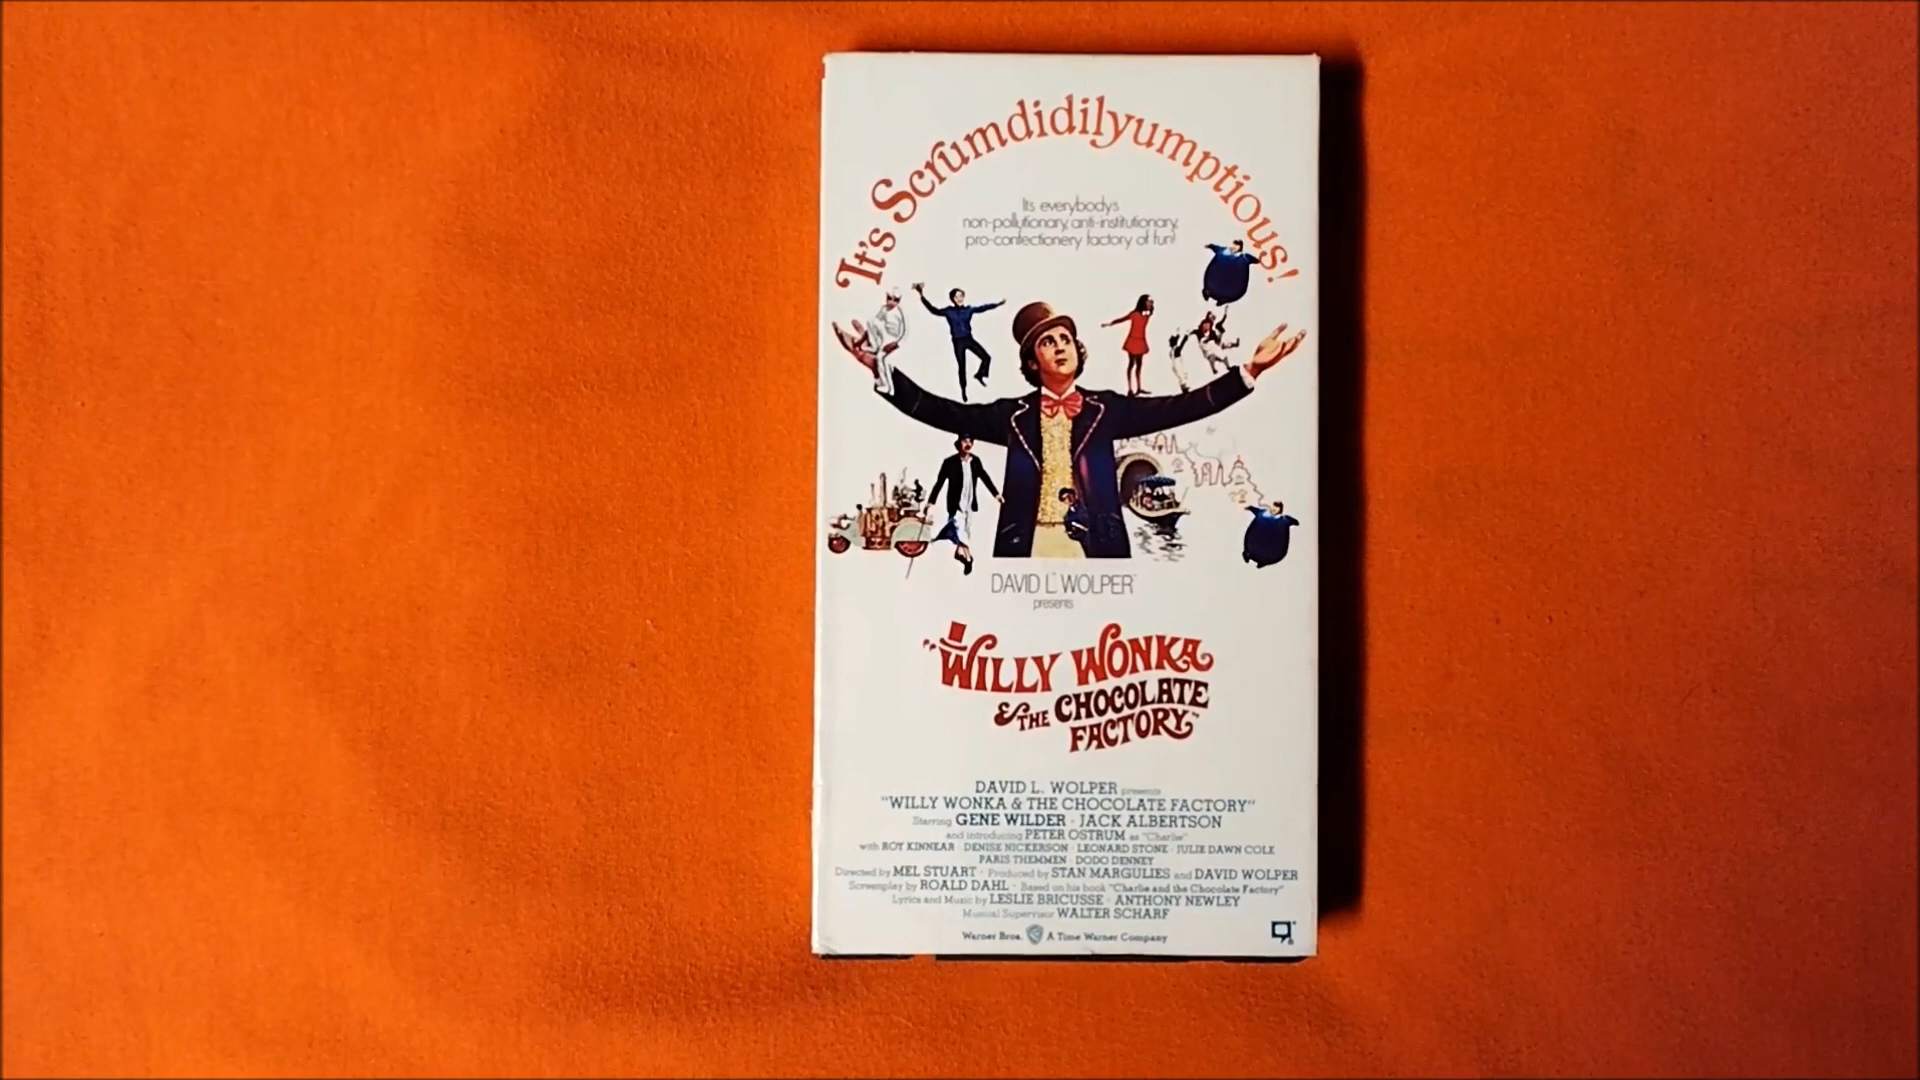 It's Scrumdidilyumptious!
Its everybody's
non-pollutionary, anti-institutionary,
pro-confectionery factory of fun!
DAVID L. WOLPER
presents
"WILLY WONKA
& THE CHOCOLATE
FACTORY"
DAVID L. WOLPER presents
"WILLY WONKA & THE CHOCOLATE FACTORY"
Starring GENE WILDER · JACK ALBERTSON
and introducing PETER OSTRUM as "Charlie"
with ROY KINNEAR · DENISE NICKERSON · LEONARD STONE · JULIE DAWN COLE
PARIS THEMMEN · DODO DENNEY
Directed by MEL STUART · Produced by STAN MARGULIES and DAVID WOLPER
Screenplay by ROALD DAHL · Based on his book "Charlie and the Chocolate Factory"
Lyrics and Music by LESLIE BRICUSSE · ANTHONY NEWLEY
Musical Supervisor WALTER SCHARF
Warner Bros. WB A Time Warner Company